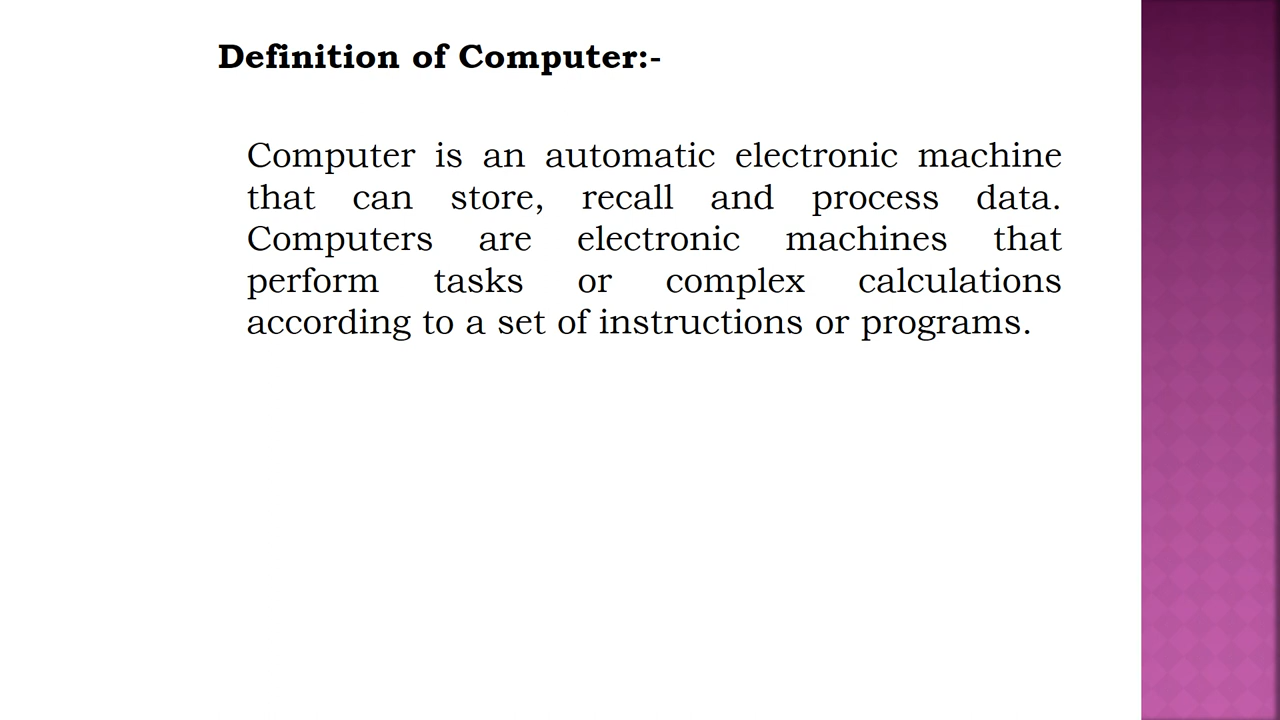 Definition of Computer:-
Computer is an automatic electronic machine
that can store, recall and process data.
Computers are electronic machines that
perform tasks or complex calculations
according to a set of instructions or programs.